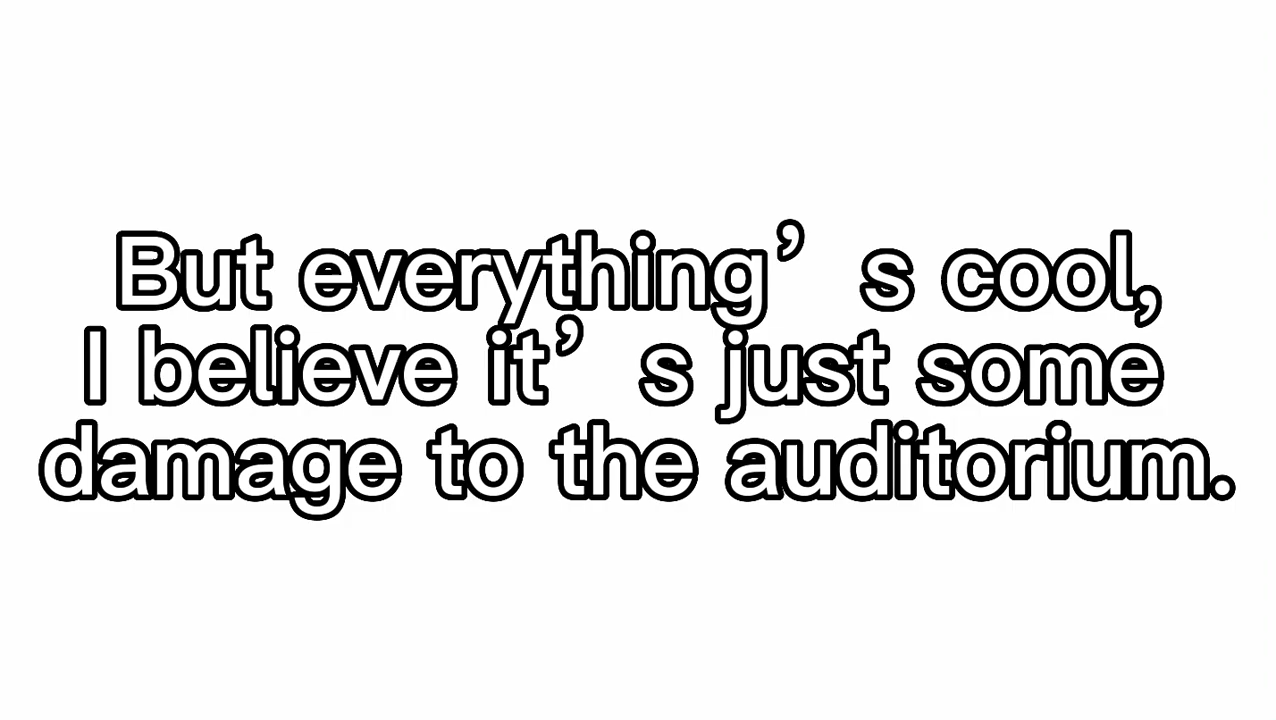 But everything’s cool,
I believe it’s just some
damage to the auditorium.